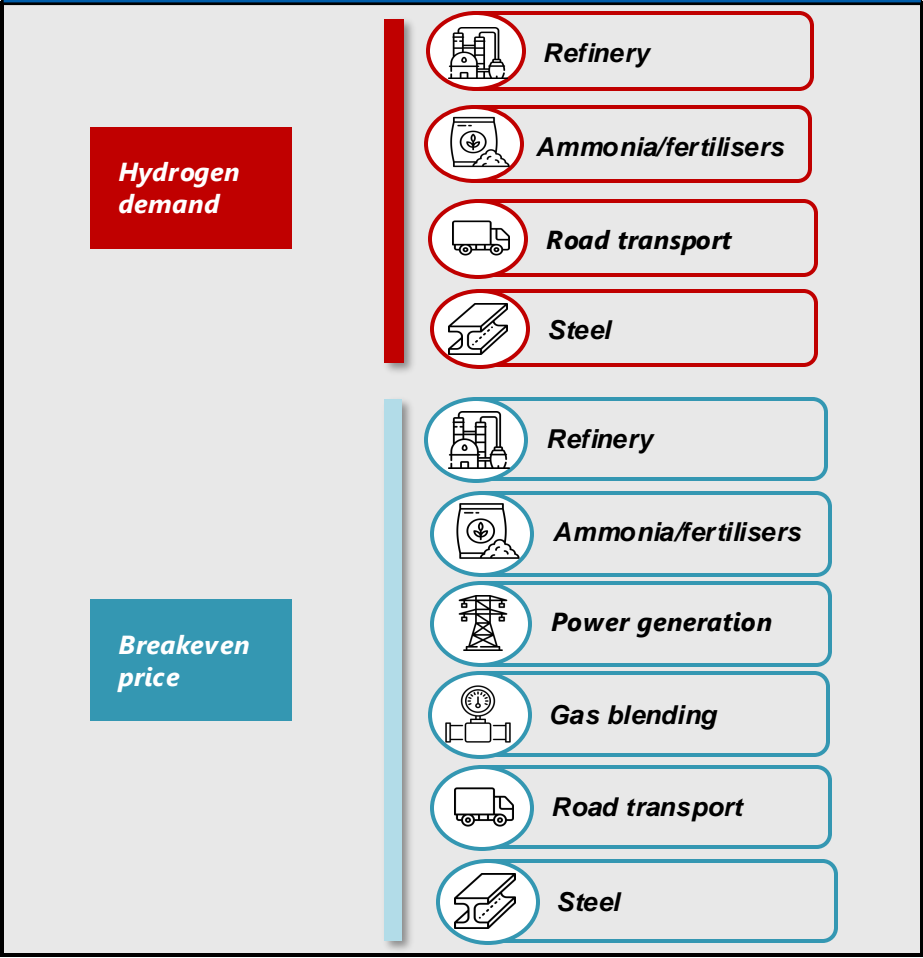 Hydrogen
demand
Refinery
Ammonia/fertilisers
Road transport
Steel
Breakeven
price
Refinery
Ammonia/fertilisers
Power generation
Gas blending
Road transport
Steel